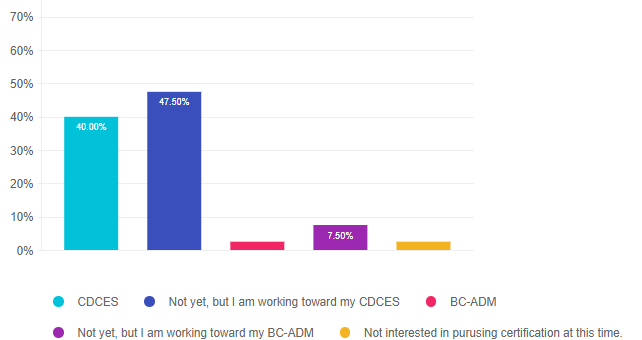 70%
60%
50%
40%
30%
20%
10%
0%
40.00%
47.50%
7.50%
CDCES
Not yet, but I am working toward my CDCES
BC-ADM
Not yet, but I am working toward my BC-ADM
Not interested in purusing certification at this time.